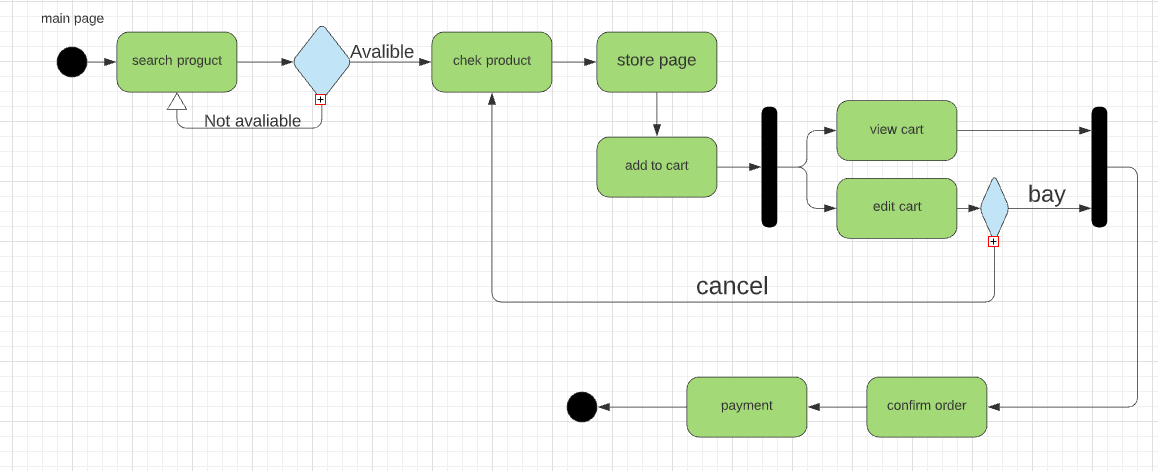 main page
search proguct
Avalible
chek product
store page
Not avaliable
view cart
add to cart
bay
edit cart
cancel
payment
confirm order